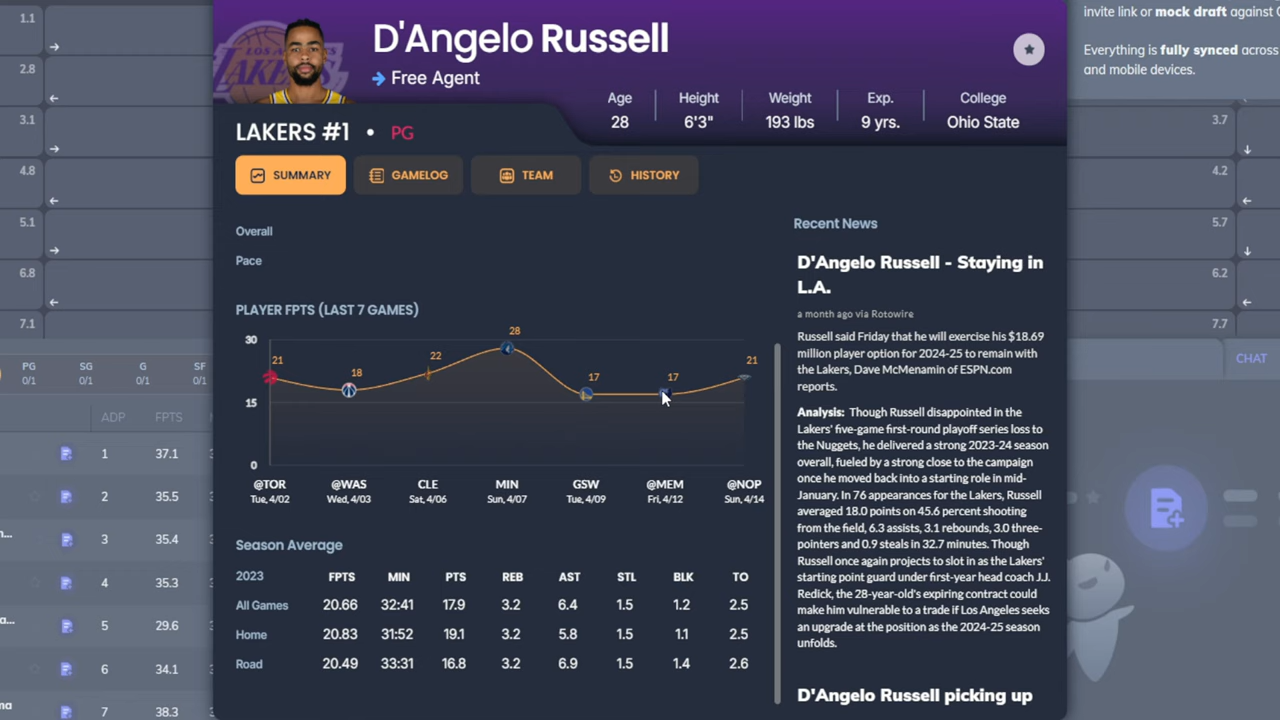 1.1
2.8
3.1
4.8
5.1
6.8
7.1
PG SG G SF
0/1 0/1 0/1 0/1
ADP FPTS
1 37.1
2 35.5
3 35.4
4 35.3
5 29.6
6 34.1
7 38.3
LOS ANGELES
LAKERS
D'Angelo Russell
Free Agent
Age Height Weight Exp. College
28 6'3" 193 lbs 9 yrs. Ohio State
LAKERS #1 • PG
SUMMARY GAMELOG TEAM HISTORY
Overall
Pace
PLAYER FPTS (LAST 7 GAMES)
30
15
0
21 18 22 28 17 17 21
@TOR @WAS CLE MIN GSW @MEM @NOP
Tue, 4/02 Wed, 4/03 Sat, 4/06 Sun, 4/07 Tue, 4/09 Fri, 4/12 Sun, 4/14
Season Average
2023 FPTS MIN PTS REB AST STL BLK TO
All Games 20.66 32:41 17.9 3.2 6.4 1.5 1.2 2.5
Home 20.83 31:52 19.1 3.2 5.8 1.5 1.1 2.5
Road 20.49 33:31 16.8 3.2 6.9 1.5 1.4 2.6
Recent News
D'Angelo Russell - Staying in
L.A.
a month ago via Rotowire
Russell said Friday that he will exercise his $18.69
million player option for 2024-25 to remain with
the Lakers, Dave McMenamin of ESPN.com
reports.
Analysis: Though Russell disappointed in the
Lakers' five-game first-round playoff series loss to
the Nuggets, he delivered a strong 2023-24 season
overall, fueled by a strong close to the campaign
once he moved back into a starting role in mid-
January. In 76 appearances for the Lakers, Russell
averaged 18.0 points on 45.6 percent shooting
from the field, 6.3 assists, 3.1 rebounds, 3.0 three-
pointers and 0.9 steals in 32.7 minutes. Though
Russell once again projects to slot in as the Lakers'
starting point guard under first-year head coach J.J.
Redick, the 28-year-old's expiring contract could
make him vulnerable to a trade if Los Angeles seeks
an upgrade at the position as the 2024-25 season
unfolds.
D'Angelo Russell picking up
invite link or mock draft against
Everything is fully synced across
and mobile devices.
3.7
4.2
5.7
6.2
7.7
CHAT